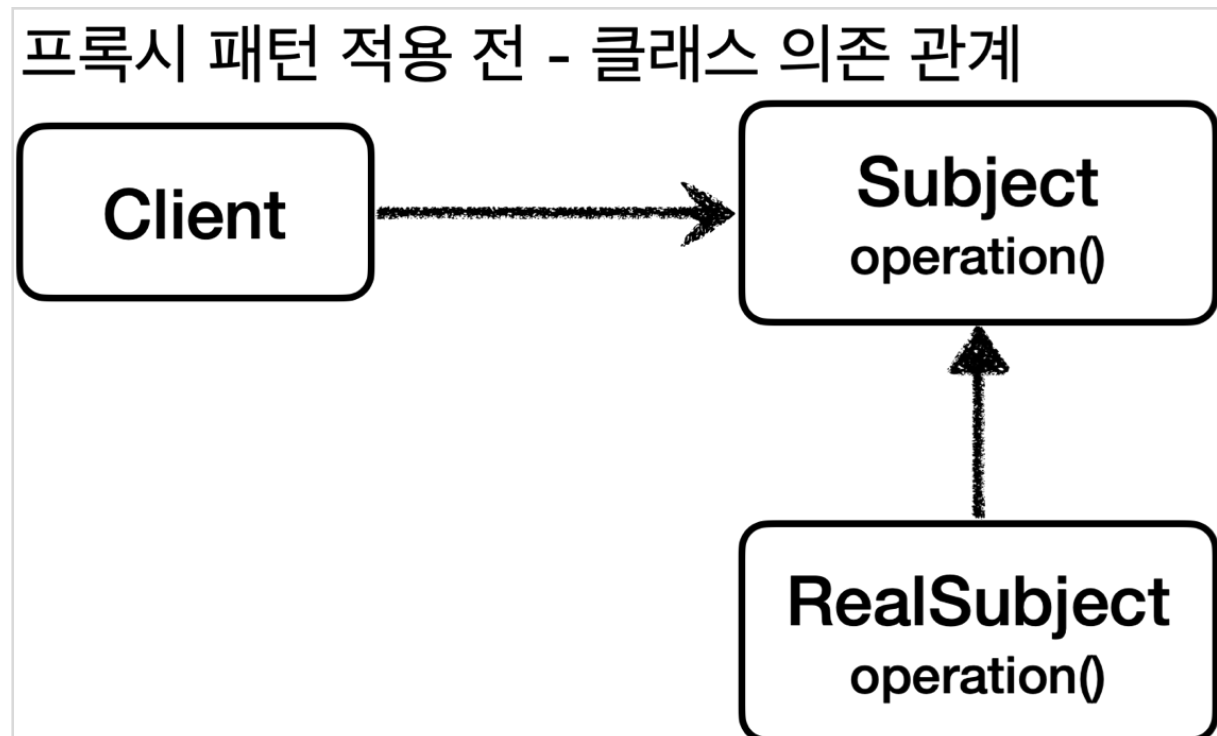 프록시 패턴 적용 전 - 클래스 의존 관계
Client
Subject
operation()
RealSubject
operation()